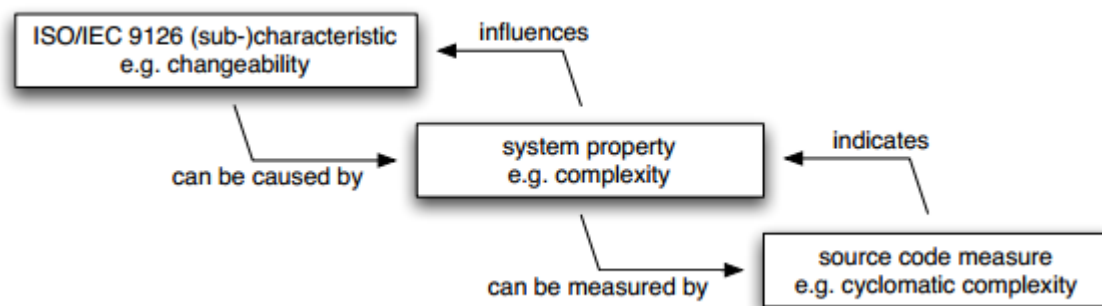 ISO/IEC 9126 (sub-)characteristic
e.g. changeability
influences
can be caused by
system property
e.g. complexity
indicates
can be measured by
source code measure
e.g. cyclomatic complexity